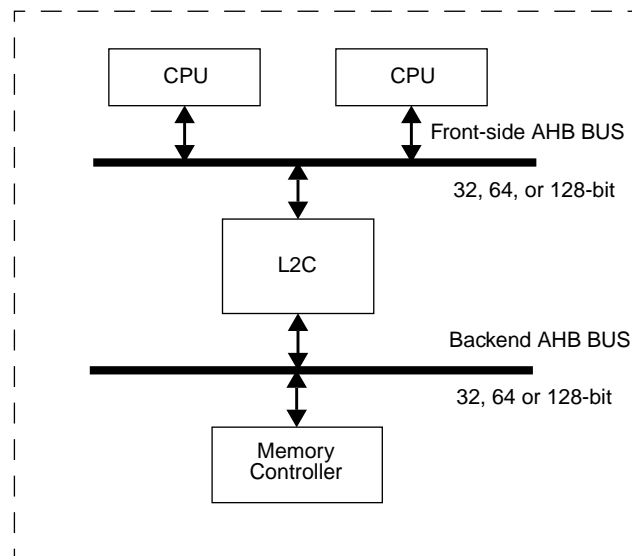 CPU
CPU
Front-side AHB BUS
32, 64, or 128-bit
L2C
Backend AHB BUS
32, 64 or 128-bit
Memory
Controller